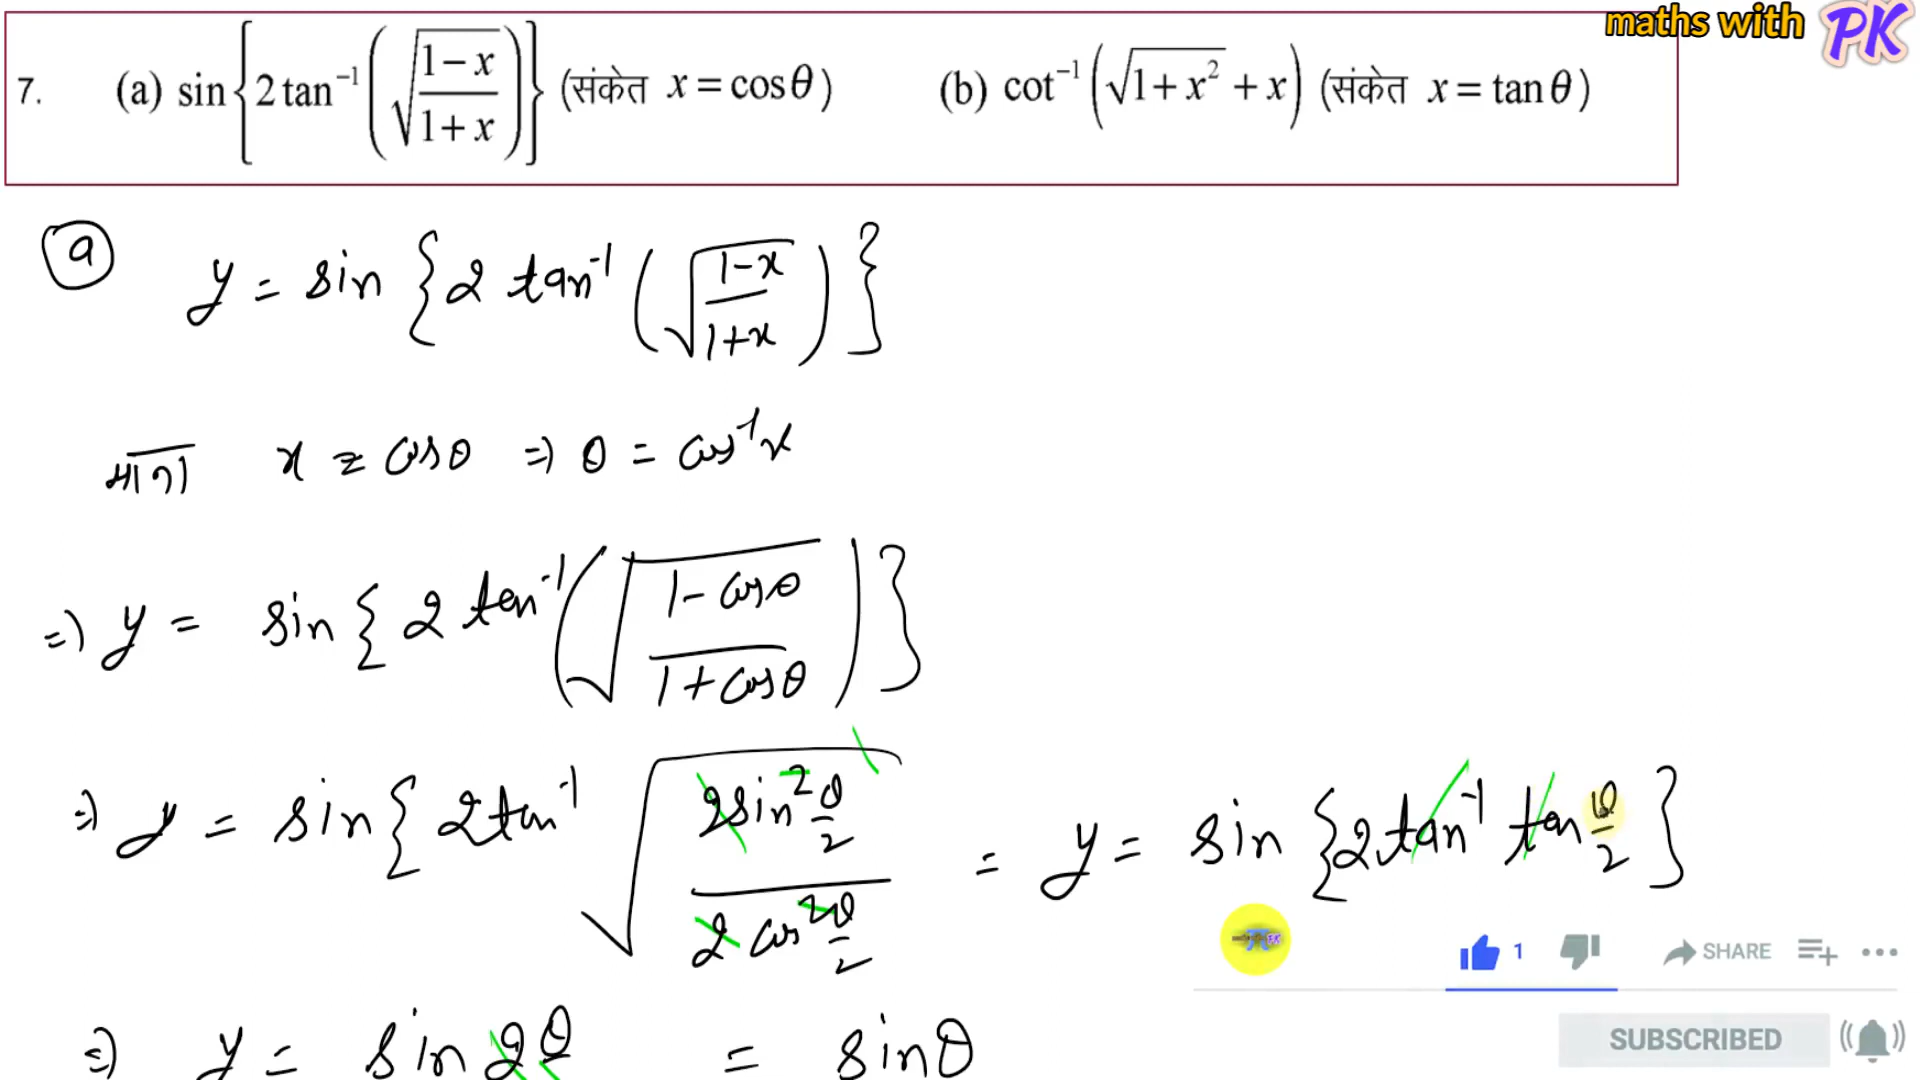 maths with PK
7. (a) sin{2 tan⁻¹(√((1−x)/(1+x)))} (संकेत x = cosθ) (b) cot⁻¹(√(1+x²) + x) (संकेत x = tanθ)
(a) y = sin {2 tan⁻¹(√((1−x)/(1+x)))}
माना x = cosθ ⇒ θ = cos⁻¹x
⇒ y = sin{2 tan⁻¹(√((1−cosθ)/(1+cosθ)))}
⇒ y = sin{2tan⁻¹ √((2sin²θ/2)/(2cos²θ/2)) = y = sin{2tan⁻¹ tan θ/2}
1 SHARE
⇒ y = sin 2θ = sinθ
SUBSCRIBED